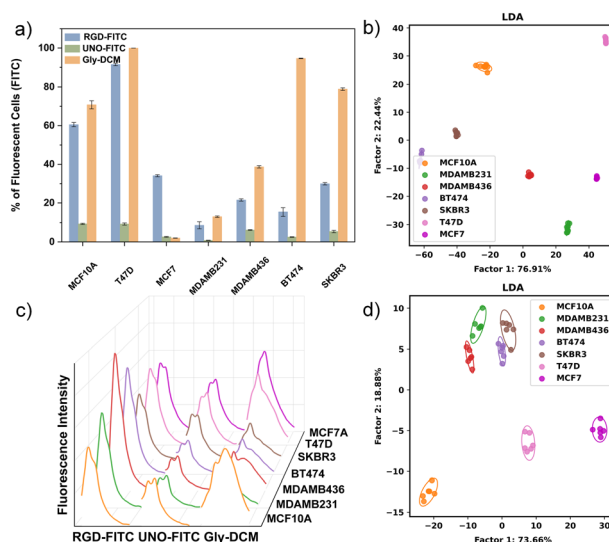 a)
RGD-FITC
UNO-FITC
Gly-DCM
% of Fluorescent Cells (FITC)
100
80
60
40
20
0
MCF10A
T47D
MCF7
MDAMB231
MDAMB436
BT474
SKBR3
b)
LDA
Factor 2: 22.44%
40
30
20
10
0
−10
−20
−30
MCF10A
MDAMB231
MDAMB436
BT474
SKBR3
T47D
MCF7
−60 −40 −20 0 20 40
Factor 1: 76.91%
c)
Fluorescence Intensity
MCF7A
T47D
SKBR3
BT474
MDAMB436
MDAMB231
MCF10A
RGD-FITC UNO-FITC Gly-DCM
d)
LDA
Factor 2: 18.88%
15
10
5
0
−5
−10
−15
MCF10A
MDAMB231
MDAMB436
BT474
SKBR3
T47D
MCF7
−20 −10 0 10 20 30
Factor 1: 73.66%